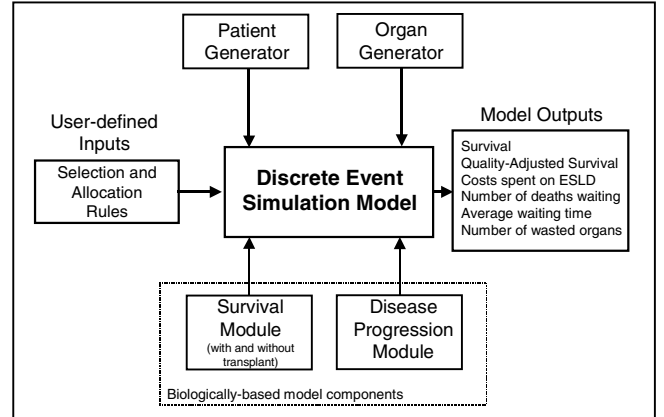 Patient
Generator
Organ
Generator
User-defined
Inputs
Selection and
Allocation
Rules
Discrete Event
Simulation Model
Model Outputs
Survival
Quality-Adjusted Survival
Costs spent on ESLD
Number of deaths waiting
Average waiting time
Number of wasted organs
Survival
Module
(with and without
transplant)
Disease
Progression
Module
Biologically-based model components